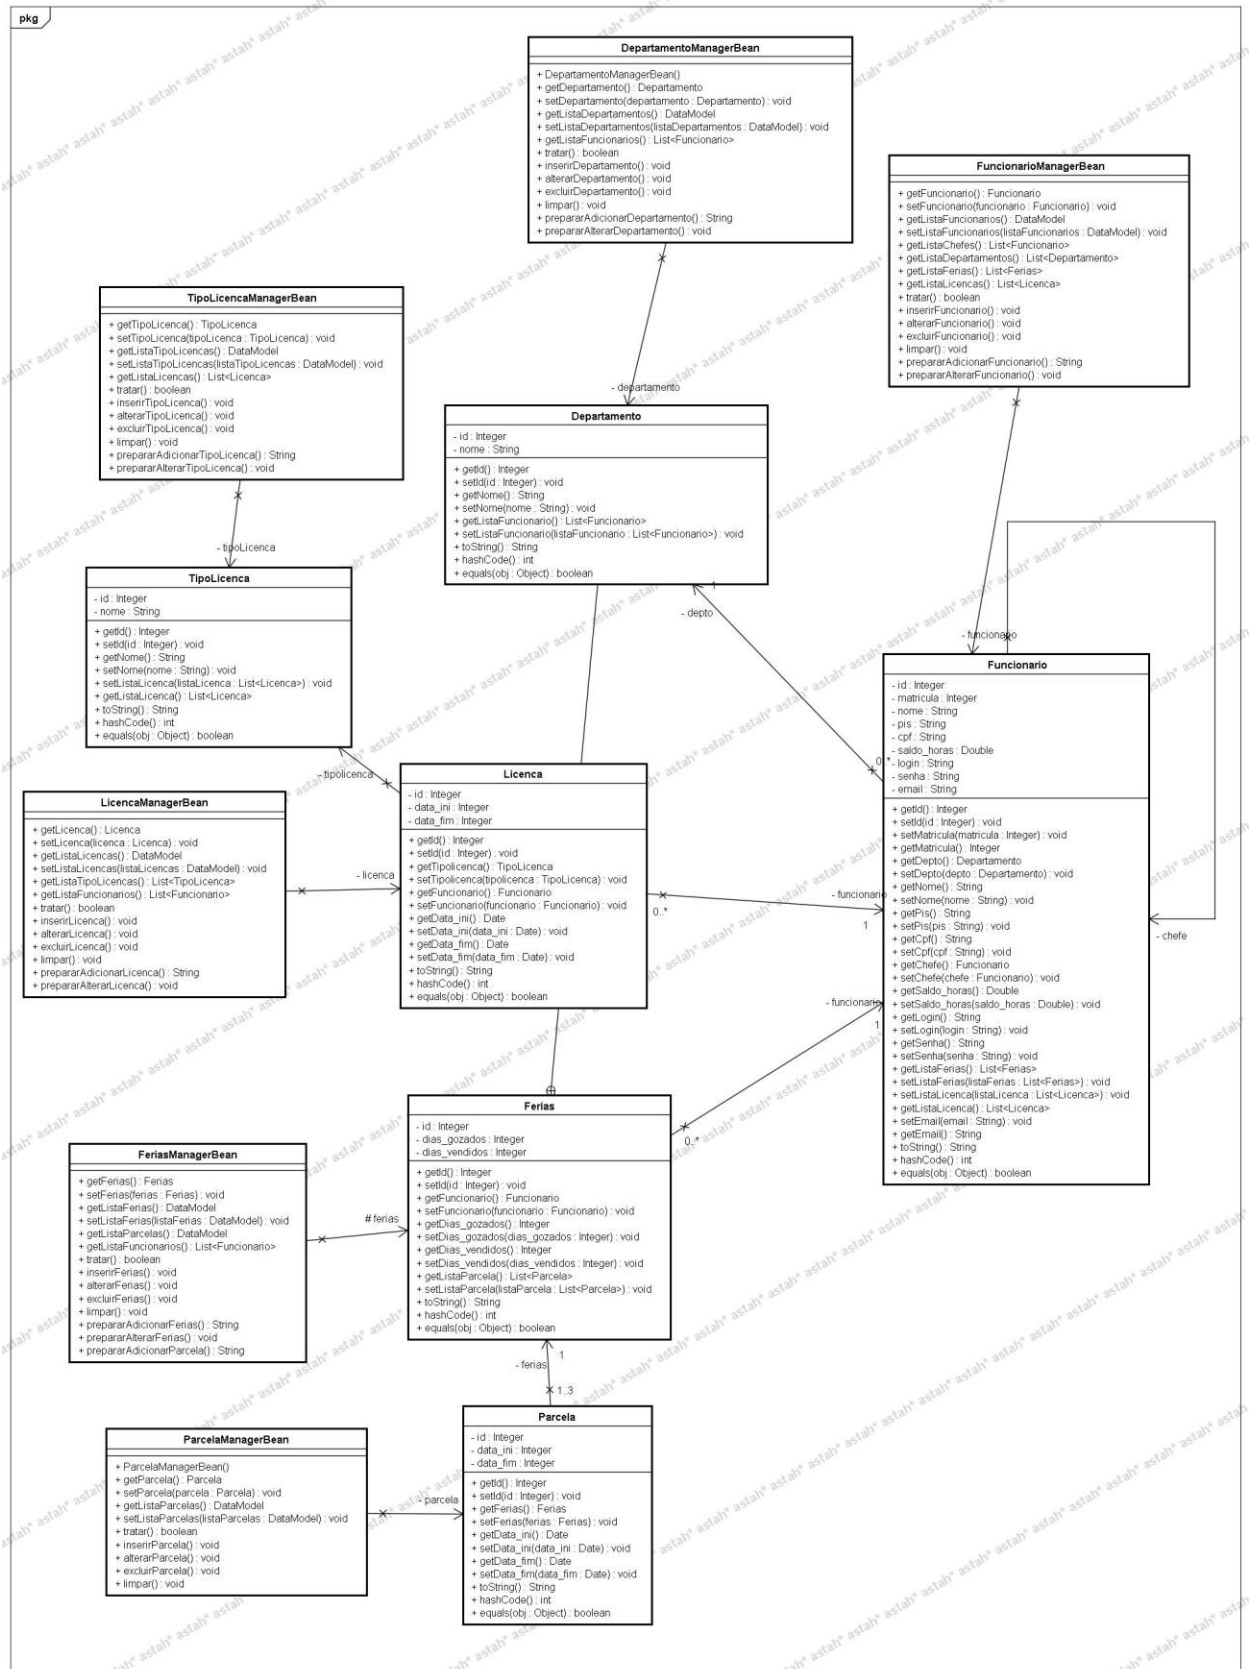 pkg
DepartamentoManagerBean
+ DepartamentoManagerBean()
+ getDepartamento() : Departamento
+ setDepartamento(departamento : Departamento) : void
+ getListaDepartamentos() : DataModel
+ setListaDepartamentos(listaDepartamentos : DataModel) : void
+ getListaFuncionarios() : List<Funcionario>
+ tratar() : boolean
+ inserirDepartamento() : void
+ alterarDepartamento() : void
+ excluirDepartamento() : void
+ limpar() : void
+ prepararAdicionarDepartamento() : String
+ prepararAlterarDepartamento() : void
FuncionarioManagerBean
+ getFuncionario() : Funcionario
+ setFuncionario(funcionario : Funcionario) : void
+ getListaFuncionarios() : DataModel
+ setListaFuncionarios(listaFuncionarios : DataModel) : void
+ getListaChefes() : List<Funcionario>
+ getListaDepartamentos() : List<Departamento>
+ getListaFerias() : List<Ferias>
+ getListaLicencas() : List<Licenca>
+ tratar() : boolean
+ inserirFuncionario() : void
+ alterarFuncionario() : void
+ excluirFuncionario() : void
+ limpar() : void
+ prepararAdicionarFuncionario() : String
+ prepararAlterarFuncionario() : void
TipoLicencaManagerBean
+ getTipoLicenca() : TipoLicenca
+ setTipoLicenca(tipoLicenca : TipoLicenca) : void
+ getListaTipoLicencas() : DataModel
+ setListaTipoLicencas(listaTipoLicencas : DataModel) : void
+ getListaLicencas() : List<Licenca>
+ tratar() : boolean
+ inserirTipoLicenca() : void
+ alterarTipoLicenca() : void
+ excluirTipoLicenca() : void
+ limpar() : void
+ prepararAdicionarTipoLicenca() : String
+ prepararAlterarTipoLicenca() : void
- departamento
Departamento
- id : Integer
- nome : String
+ getId() : Integer
+ setId(id : Integer) : void
+ getNome() : String
+ setNome(nome : String) : void
+ getListaFuncionario() : List<Funcionario>
+ setListaFuncionario(listaFuncionario : List<Funcionario>) : void
+ toString() : String
+ hashCode() : int
+ equals(obj : Object) : boolean
- tipoLicenca
TipoLicenca
- id : Integer
- nome : String
+ getId() : Integer
+ setId(id : Integer) : void
+ getNome() : String
+ setNome(nome : String) : void
+ setListaLicenca(listaLicenca : List<Licenca>) : void
+ getListaLicenca() : List<Licenca>
+ toString() : String
+ hashCode() : int
+ equals(obj : Object) : boolean
1
- depto
0..*
- funcionario
Funcionario
- id : Integer
- matricula : Integer
- nome : String
- pis : String
- cpf : String
- saldo_horas : Double
- login : String
- senha : String
- email : String
+ getId() : Integer
+ setId(id : Integer) : void
+ setMatricula(matricula : Integer) : void
+ getMatricula() : Integer
+ getDepto() : Departamento
+ setDepto(depto : Departamento) : void
+ getNome() : String
+ setNome(nome : String) : void
+ getPis() : String
+ setPis(pis : String) : void
+ getCpf() : String
+ setCpf(cpf : String) : void
+ getChefe() : Funcionario
+ setChefe(chefe : Funcionario) : void
+ getSaldo_horas() : Double
+ setSaldo_horas(saldo_horas : Double) : void
+ getLogin() : String
+ setLogin(login : String) : void
+ getSenha() : String
+ setSenha(senha : String) : void
+ getListaFerias() : List<Ferias>
+ setListaFerias(listaFerias : List<Ferias>) : void
+ setListaLicenca(listaLicenca : List<Licenca>) : void
+ getListaLicenca() : List<Licenca>
+ setEmail(email : String) : void
+ getEmail() : String
+ toString() : String
+ hashCode() : int
+ equals(obj : Object) : boolean
- chefe
- tipolicenca
Licenca
- id : Integer
- data_ini : Integer
- data_fim : Integer
+ getId() : Integer
+ setId(id : Integer) : void
+ getTipolicenca() : TipoLicenca
+ setTipolicenca(tipolicenca : TipoLicenca) : void
+ getFuncionario() : Funcionario
+ setFuncionario(funcionario : Funcionario) : void
+ getData_ini() : Date
+ setData_ini(data_ini : Date) : void
+ getData_fim() : Date
+ setData_fim(data_fim : Date) : void
+ toString() : String
+ hashCode() : int
+ equals(obj : Object) : boolean
LicencaManagerBean
+ getLicenca() : Licenca
+ setLicenca(licenca : Licenca) : void
+ getListaLicencas() : DataModel
+ setListaLicencas(listaLicencas : DataModel) : void
+ getListaTipoLicencas() : List<TipoLicenca>
+ getListaFuncionarios() : List<Funcionario>
+ tratar() : boolean
+ inserirLicenca() : void
+ alterarLicenca() : void
+ excluirLicenca() : void
+ limpar() : void
+ prepararAdicionarLicenca() : String
+ prepararAlterarLicenca() : void
- licenca
0..*
- funcionario
1
- funcionario
1
0..*
Ferias
- id : Integer
- dias_gozados : Integer
- dias_vendidos : Integer
+ getId() : Integer
+ setId(id : Integer) : void
+ getFuncionario() : Funcionario
+ setFuncionario(funcionario : Funcionario) : void
+ getDias_gozados() : Integer
+ setDias_gozados(dias_gozados : Integer) : void
+ getDias_vendidos() : Integer
+ setDias_vendidos(dias_vendidos : Integer) : void
+ getListaParcela() : List<Parcela>
+ setListaParcela(listaParcela : List<Parcela>) : void
+ toString() : String
+ hashCode() : int
+ equals(obj : Object) : boolean
FeriasManagerBean
+ getFerias() : Ferias
+ setFerias(ferias : Ferias) : void
+ getListaFerias() : DataModel
+ setListaFerias(listaFerias : DataModel) : void
+ getListaParcelas() : DataModel
+ getListaFuncionarios() : List<Funcionario>
+ tratar() : boolean
+ inserirFerias() : void
+ alterarFerias() : void
+ excluirFerias() : void
+ limpar() : void
+ prepararAdicionarFerias() : String
+ prepararAlterarFerias() : void
+ prepararAdicionarParcela() : String
# ferias
1
- ferias
1..3
Parcela
- id : Integer
- data_ini : Integer
- data_fim : Integer
+ getId() : Integer
+ setId(id : Integer) : void
+ getFerias() : Ferias
+ setFerias(ferias : Ferias) : void
+ getData_ini() : Date
+ setData_ini(data_ini : Date) : void
+ getData_fim() : Date
+ setData_fim(data_fim : Date) : void
+ toString() : String
+ hashCode() : int
+ equals(obj : Object) : boolean
ParcelaManagerBean
+ ParcelaManagerBean()
+ getParcela() : Parcela
+ setParcela(parcela : Parcela) : void
+ getListaParcelas() : DataModel
+ setListaParcelas(listaParcelas : DataModel) : void
+ tratar() : boolean
+ inserirParcela() : void
+ alterarParcela() : void
+ excluirParcela() : void
+ limpar() : void
- parcela